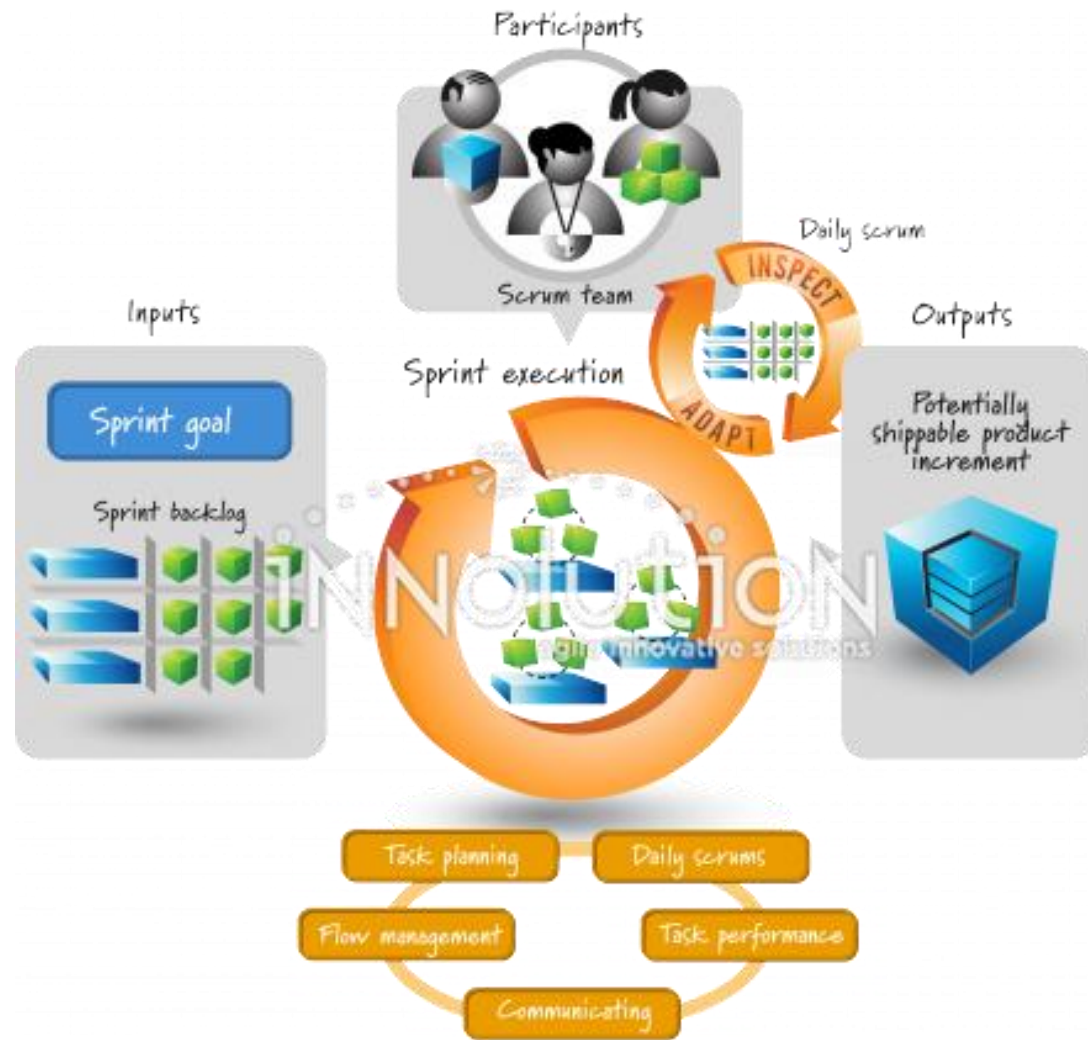 Participants
Scrum team
Daily scrum
INSPECT
ADAPT
Inputs
Sprint goal
Sprint backlog
Sprint execution
Outputs
Potentially
shippable product
increment
iNNolutioN
agile innovative solutions
Task planning
Daily scrums
Flow management
Task performance
Communicating